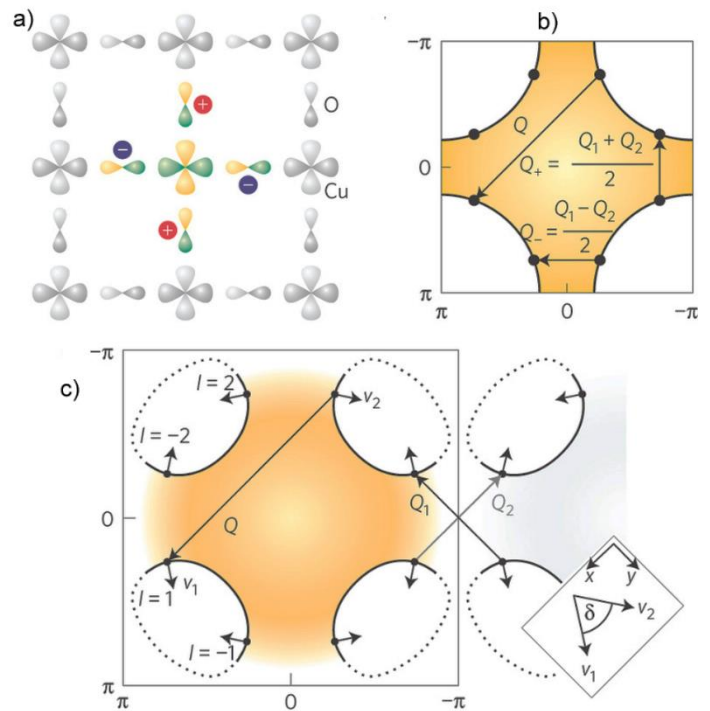 a)
+
O
−
−
Cu
+
b)
−π
Q
Q₊ = Q₁ + Q₂ / 2
0
Q₋ = Q₁ − Q₂ / 2
π
π
0
−π
c)
−π
l = 2
v₂
l = −2
Q₁
Q₂
0
Q
v₁
l = 1
l = −1
x
y
δ
v₂
v₁
π
π
0
−π